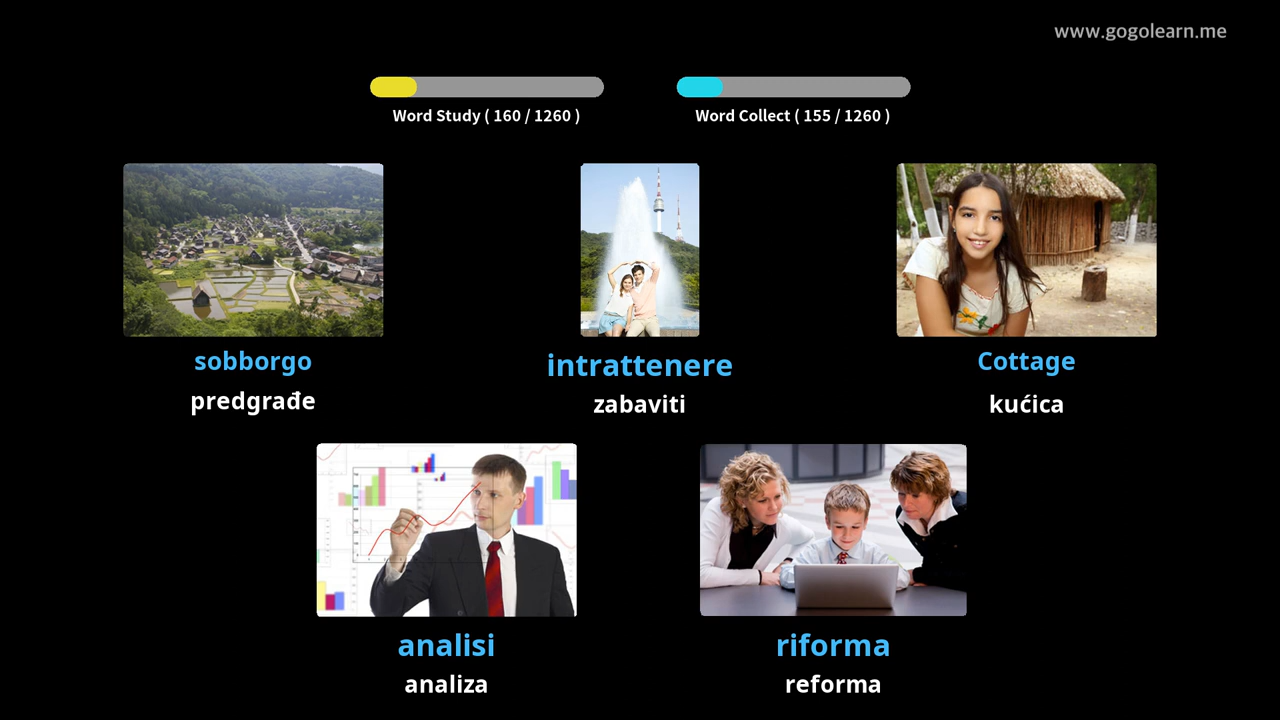 www.gogolearn.me
Word Study ( 160 / 1260 )
Word Collect ( 155 / 1260 )
sobborgo
predgrađe
intrattenere
zabaviti
Cottage
kućica
analisi
analiza
riforma
reforma